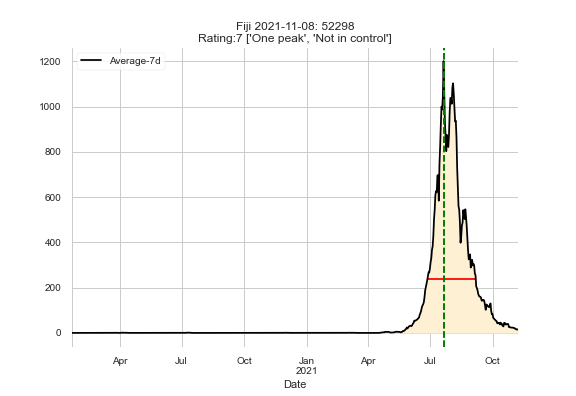 Fiji 2021-11-08: 52298
Rating:7 ['One peak', 'Not in control']
Average-7d
1200
1000
800
600
400
200
0
Apr
Jul
Oct
Jan
2021
Apr
Jul
Oct
Date